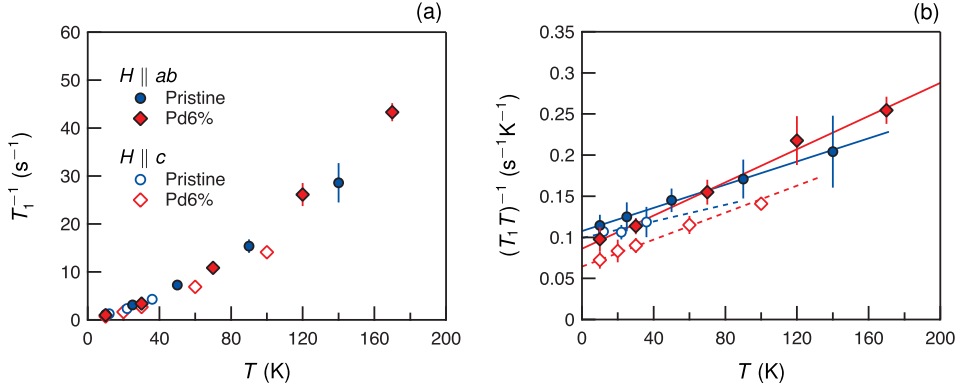 (a)
60
50
40
30
20
10
0
T₁⁻¹ (s⁻¹)
H || ab
Pristine
Pd6%
H || c
Pristine
Pd6%
0 40 80 120 160 200
T (K)
(b)
0.35
0.3
0.25
0.2
0.15
0.1
0.05
0
(T₁ T)⁻¹ (s⁻¹K⁻¹)
0 40 80 120 160 200
T (K)